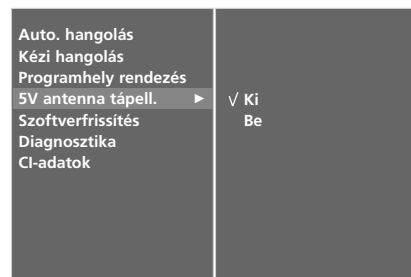 Auto. hangolás
Kézi hangolás
Programhely rendezés
5V antenna tápell. ►
Szoftverfrissítés
Diagnosztika
CI-adatok
√ Ki
Be